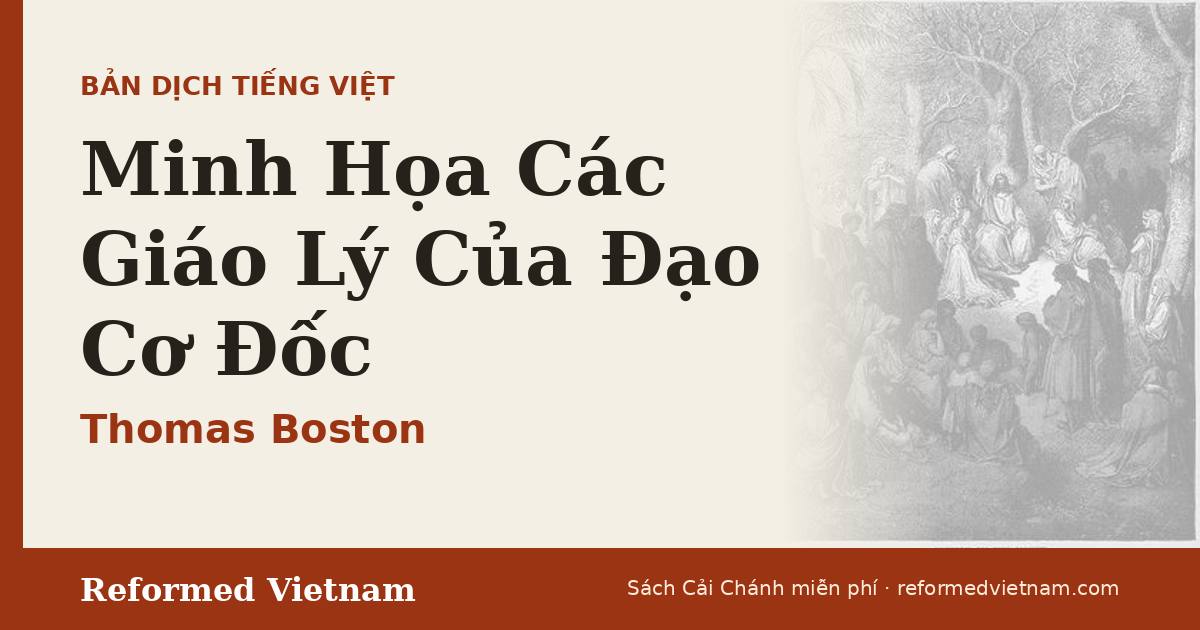 BẢN DỊCH TIẾNG VIỆT
Minh Họa Các
Giáo Lý Của Đạo
Cơ Đốc
Thomas Boston
Reformed Vietnam
Sách Cải Chánh miễn phí · reformedvietnam.com